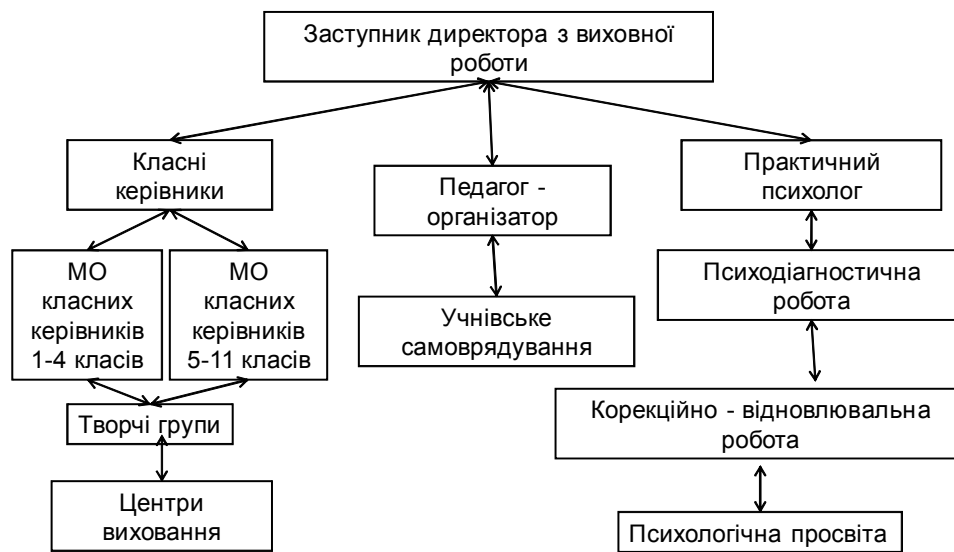 Заступник директора з виховної
роботи
Класні
керівники
Педагог -
організатор
Практичний
психолог
МО
класних
керівників
1-4 класів
МО
класних
керівників
5-11 класів
Психодіагностична
робота
Учнівське
самоврядування
Творчі групи
Корекційно - відновлювальна
робота
Центри
виховання
Психологічна просвіта